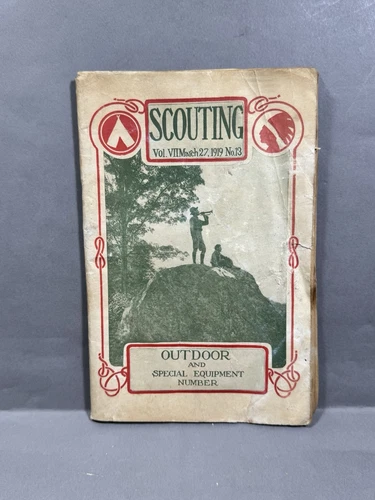 SCOUTING
Vol. VII March 27, 1919 No. 13
OUTDOOR
AND
SPECIAL EQUIPMENT
NUMBER